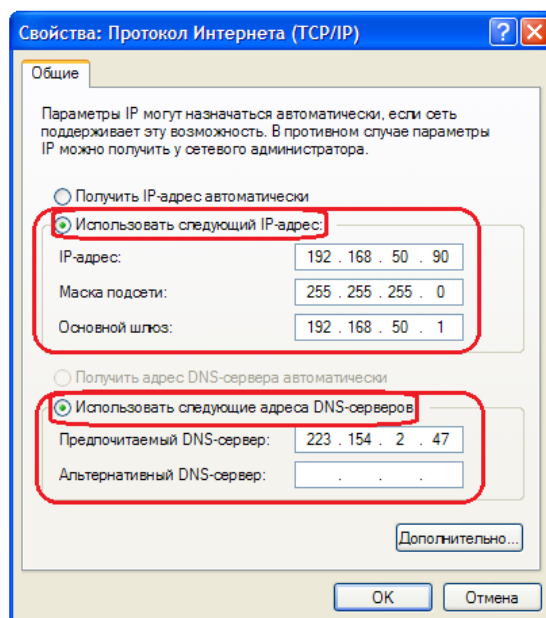 Свойства: Протокол Интернета (TCP/IP)
Общие
Параметры IP могут назначаться автоматически, если сеть
поддерживает эту возможность. В противном случае параметры
IP можно получить у сетевого администратора.
Получить IP-адрес автоматически
Использовать следующий IP-адрес:
IP-адрес: 192 . 168 . 50 . 90
Маска подсети: 255 . 255 . 255 . 0
Основной шлюз: 192 . 168 . 50 . 1
Получить адрес DNS-сервера автоматически
Использовать следующие адреса DNS-серверов
Предпочитаемый DNS-сервер: 223 . 154 . 2 . 47
Альтернативный DNS-сервер: . . .
Дополнительно...
OK Отмена